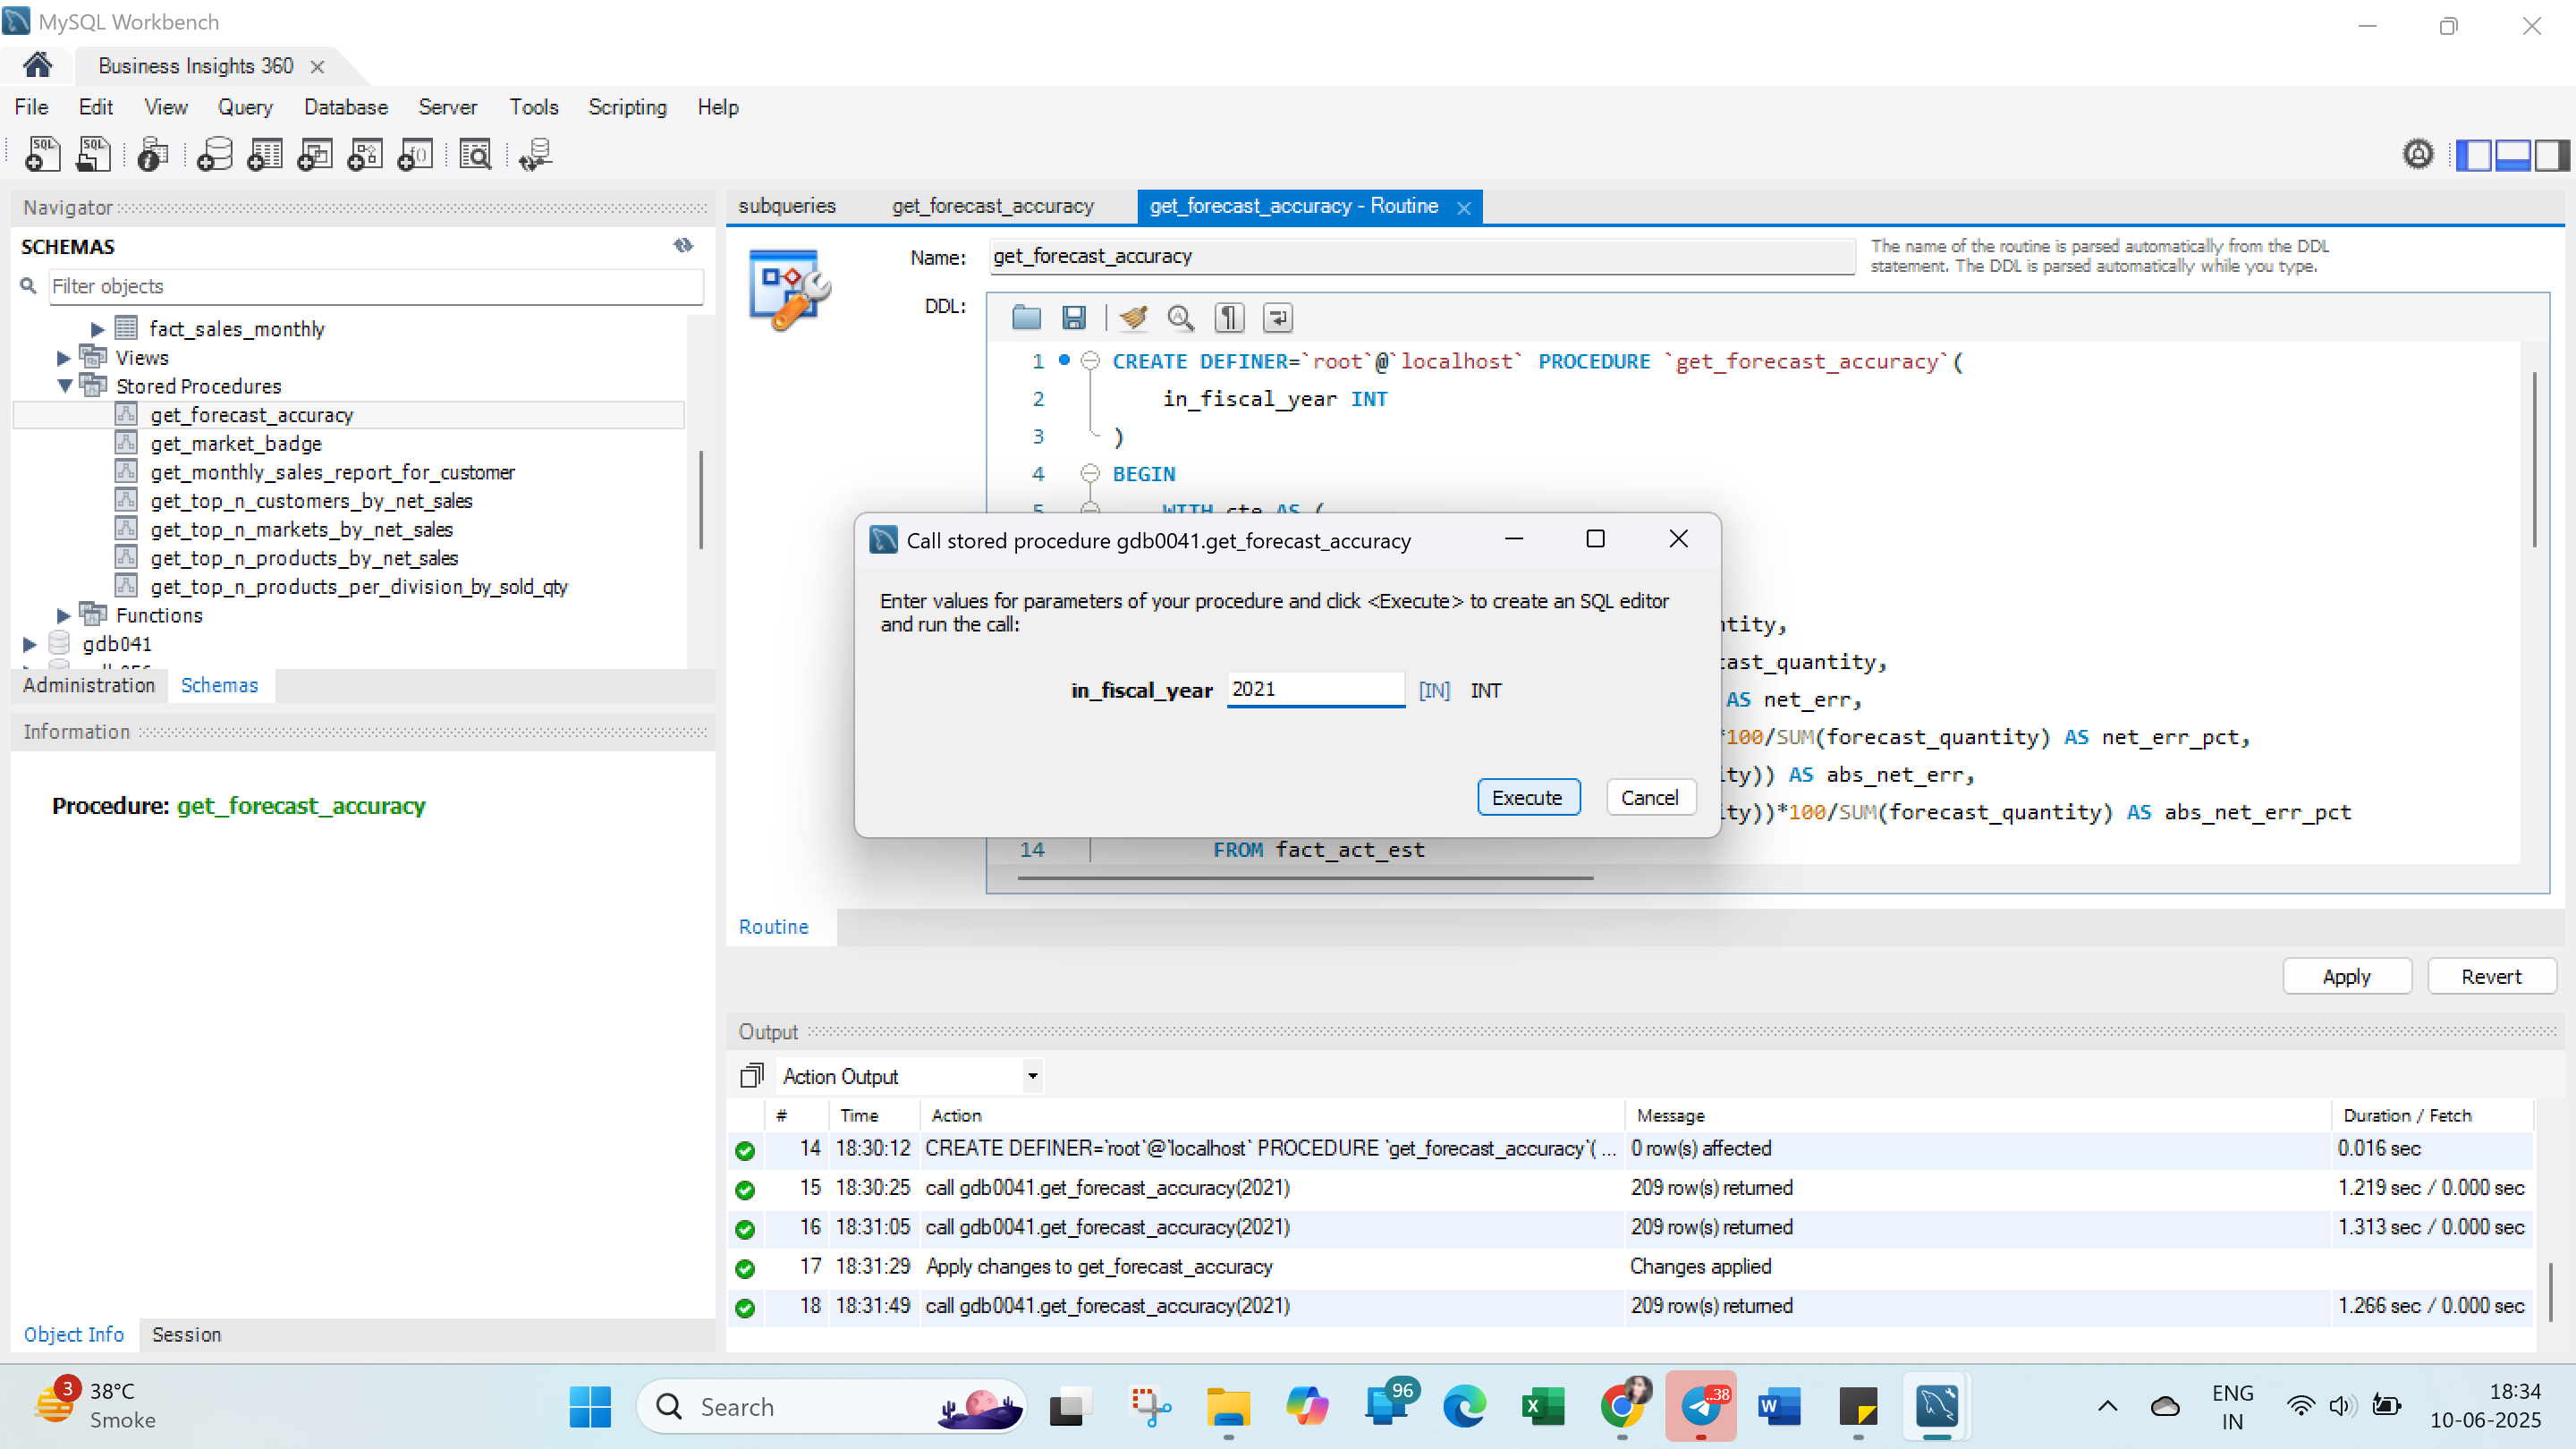 MySQL Workbench
Business Insights 360
File Edit View Query Database Server Tools Scripting Help
Navigator
SCHEMAS
Filter objects
fact_sales_monthly
Views
Stored Procedures
get_forecast_accuracy
get_market_badge
get_monthly_sales_report_for_customer
get_top_n_customers_by_net_sales
get_top_n_markets_by_net_sales
get_top_n_products_by_net_sales
get_top_n_products_per_division_by_sold_qty
Functions
gdb041
Administration Schemas
Information
Procedure: get_forecast_accuracy
Object Info Session
subqueries get_forecast_accuracy get_forecast_accuracy - Routine
Name: get_forecast_accuracy
The name of the routine is parsed automatically from the DDL
statement. The DDL is parsed automatically while you type.
DDL:
1 CREATE DEFINER=`root`@`localhost` PROCEDURE `get_forecast_accuracy`(
2 in_fiscal_year INT
3 )
4 BEGIN
5 WITH cte AS (
Call stored procedure gdb0041.get_forecast_accuracy
Enter values for parameters of your procedure and click <Execute> to create an SQL editor
and run the call:
in_fiscal_year 2021 [IN] INT
Execute Cancel
tity,
cast_quantity,
AS net_err,
*100/SUM(forecast_quantity) AS net_err_pct,
ity)) AS abs_net_err,
ity))*100/SUM(forecast_quantity) AS abs_net_err_pct
14 FROM fact_act_est
Routine
Apply Revert
Output
Action Output
# Time Action Message Duration / Fetch
14 18:30:12 CREATE DEFINER=`root`@`localhost` PROCEDURE `get_forecast_accuracy`( ... 0 row(s) affected 0.016 sec
15 18:30:25 call gdb0041.get_forecast_accuracy(2021) 209 row(s) returned 1.219 sec / 0.000 sec
16 18:31:05 call gdb0041.get_forecast_accuracy(2021) 209 row(s) returned 1.313 sec / 0.000 sec
17 18:31:29 Apply changes to get_forecast_accuracy Changes applied
18 18:31:49 call gdb0041.get_forecast_accuracy(2021) 209 row(s) returned 1.266 sec / 0.000 sec
3 38°C
Smoke
Search
96
..38
ENG
IN
18:34
10-06-2025